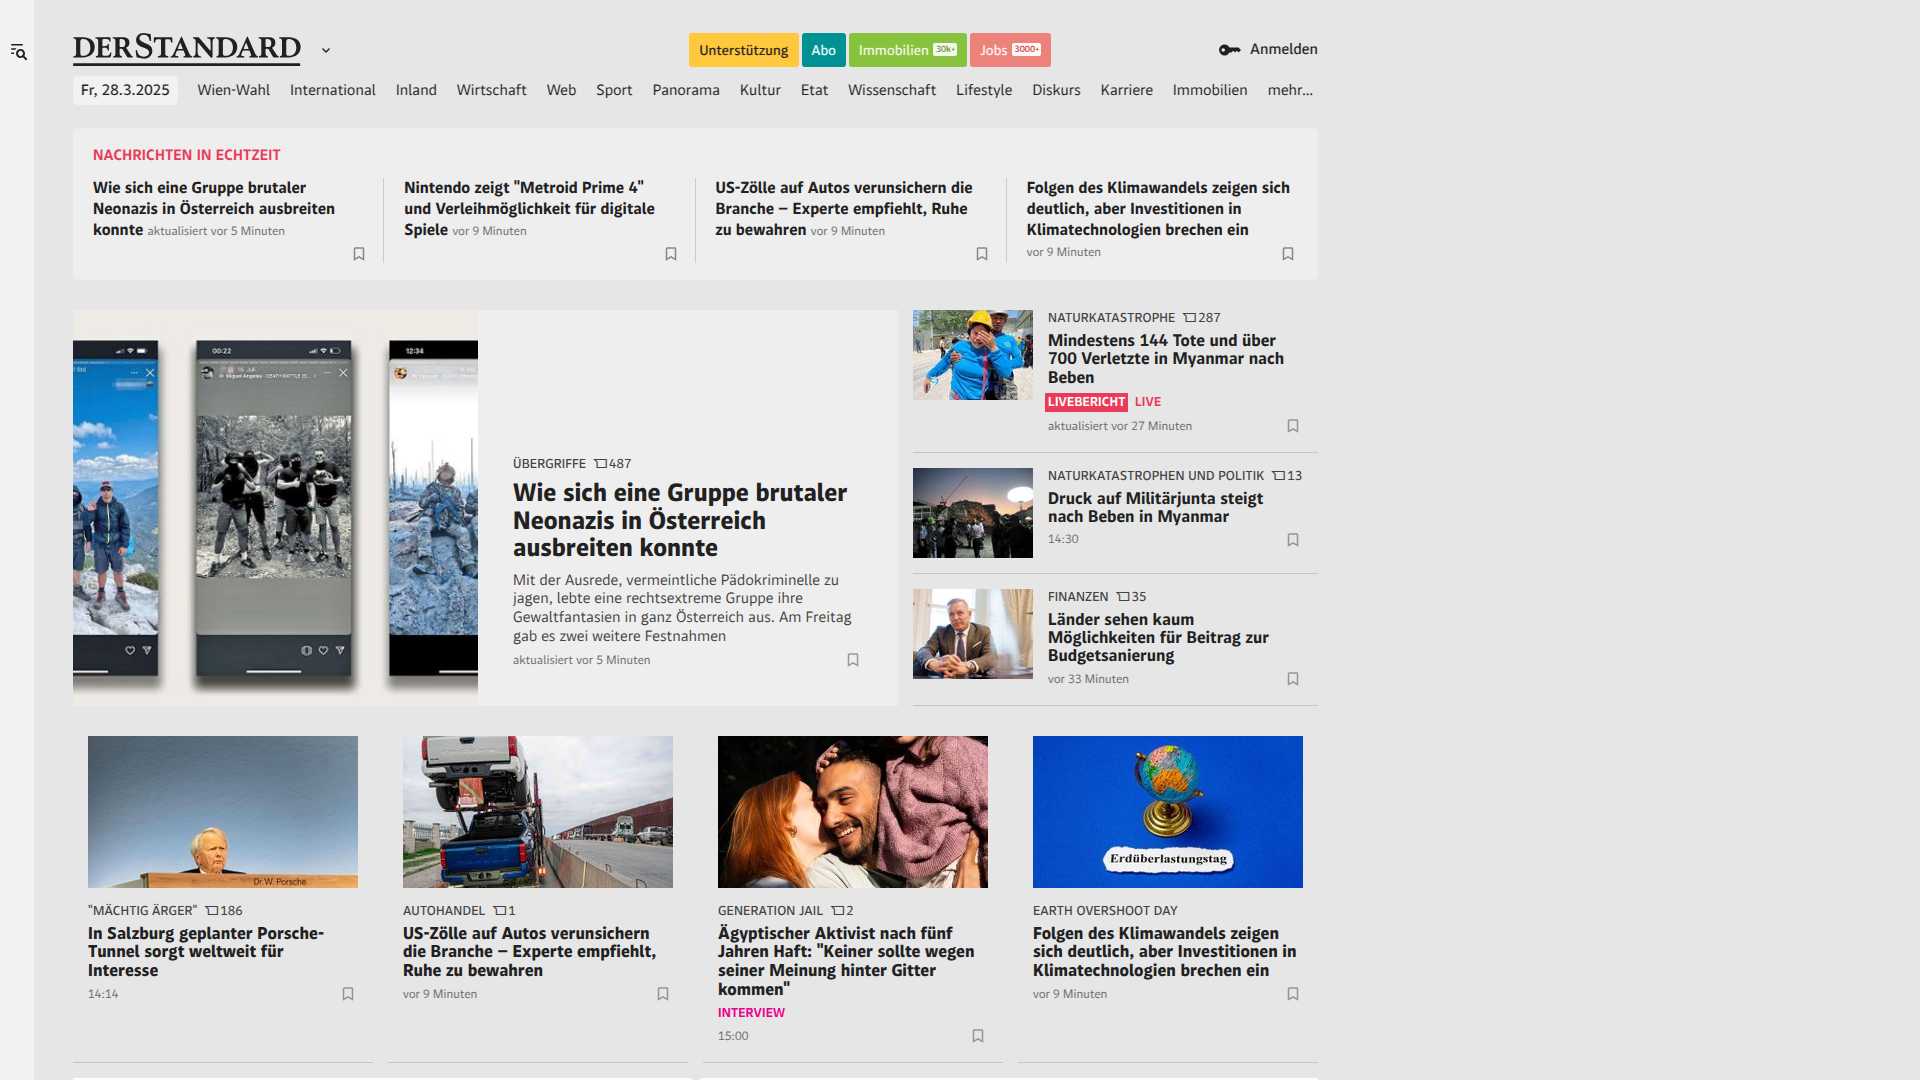 DERSTANDARD
Unterstützung
Abo
Immobilien 30k+
Jobs 3000+
Anmelden
Fr, 28.3.2025
Wien-Wahl
International
Inland
Wirtschaft
Web
Sport
Panorama
Kultur
Etat
Wissenschaft
Lifestyle
Diskurs
Karriere
Immobilien
mehr...
NACHRICHTEN IN ECHTZEIT
Wie sich eine Gruppe brutaler
Neonazis in Österreich ausbreiten
konnte aktualisiert vor 5 Minuten
Nintendo zeigt "Metroid Prime 4"
und Verleihmöglichkeit für digitale
Spiele vor 9 Minuten
US-Zölle auf Autos verunsichern die
Branche – Experte empfiehlt, Ruhe
zu bewahren vor 9 Minuten
Folgen des Klimawandels zeigen sich
deutlich, aber Investitionen in
Klimatechnologien brechen ein
vor 9 Minuten
00:22
12:34
ÜBERGRIFFE 487
Wie sich eine Gruppe brutaler
Neonazis in Österreich
ausbreiten konnte
Mit der Ausrede, vermeintliche Pädokriminelle zu
jagen, lebte eine rechtsextreme Gruppe ihre
Gewaltfantasien in ganz Österreich aus. Am Freitag
gab es zwei weitere Festnahmen
aktualisiert vor 5 Minuten
NATURKATASTROPHE 287
Mindestens 144 Tote und über
700 Verletzte in Myanmar nach
Beben
LIVEBERICHT LIVE
aktualisiert vor 27 Minuten
NATURKATASTROPHEN UND POLITIK 13
Druck auf Militärjunta steigt
nach Beben in Myanmar
14:30
FINANZEN 35
Länder sehen kaum
Möglichkeiten für Beitrag zur
Budgetsanierung
vor 33 Minuten
Dr. W. Porsche
"MÄCHTIG ÄRGER" 186
In Salzburg geplanter Porsche-
Tunnel sorgt weltweit für
Interesse
14:14
AUTOHANDEL 1
US-Zölle auf Autos verunsichern
die Branche – Experte empfiehlt,
Ruhe zu bewahren
vor 9 Minuten
GENERATION JAIL 2
Ägyptischer Aktivist nach fünf
Jahren Haft: "Keiner sollte wegen
seiner Meinung hinter Gitter
kommen"
INTERVIEW
15:00
Erdüberlastungstag
EARTH OVERSHOOT DAY
Folgen des Klimawandels zeigen
sich deutlich, aber Investitionen in
Klimatechnologien brechen ein
vor 9 Minuten